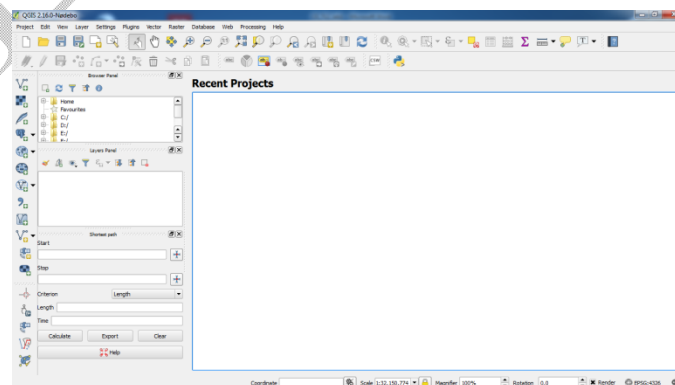 QGIS 2.16.0-Nødebo
Project Edit View Layer Settings Plugins Vector Raster Database Web Processing Help
Browser Panel
Home
Favourites
C:/
D:/
E:/
Layers Panel
Recent Projects
Shortest path
Start
Stop
Criterion Length
Length
Time
Calculate Export Clear
Help
Coordinate Scale 1:32,150,774 Magnifier 100% Rotation 0.0 Render EPSG:4326